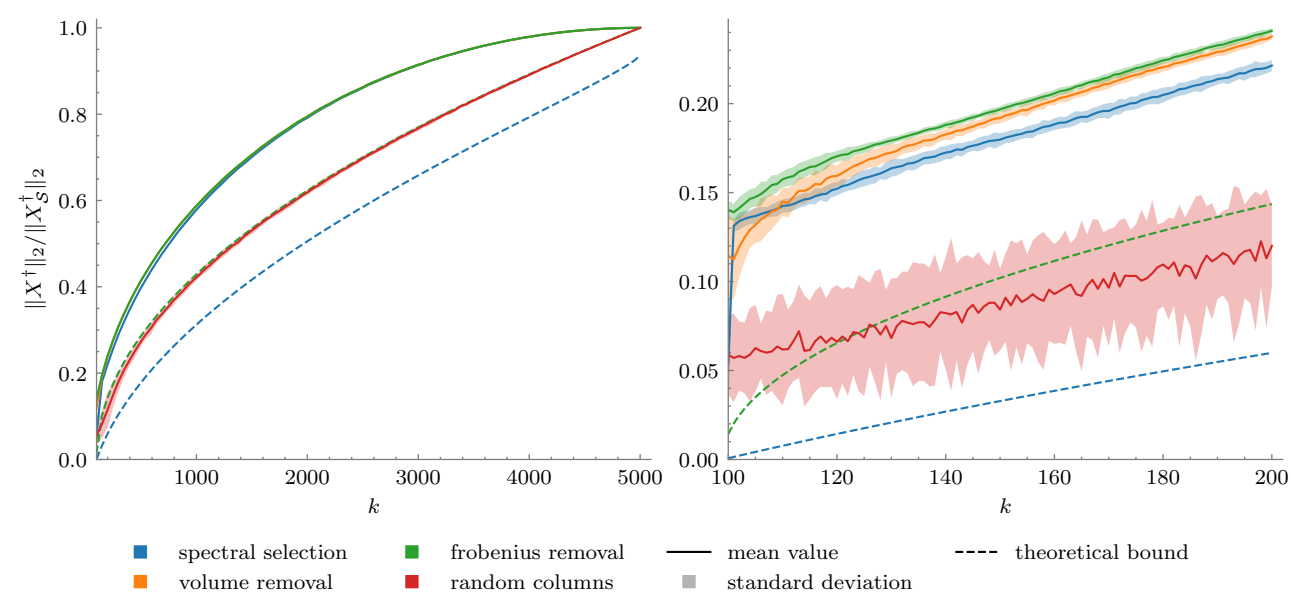 ‖X†‖₂/‖X†_S‖₂
1.0
0.8
0.6
0.4
0.2
0.0
1000 2000 3000 4000 5000
k
0.20
0.15
0.10
0.05
0.00
100 120 140 160 180 200
k
spectral selection frobenius removal mean value theoretical bound
volume removal random columns standard deviation